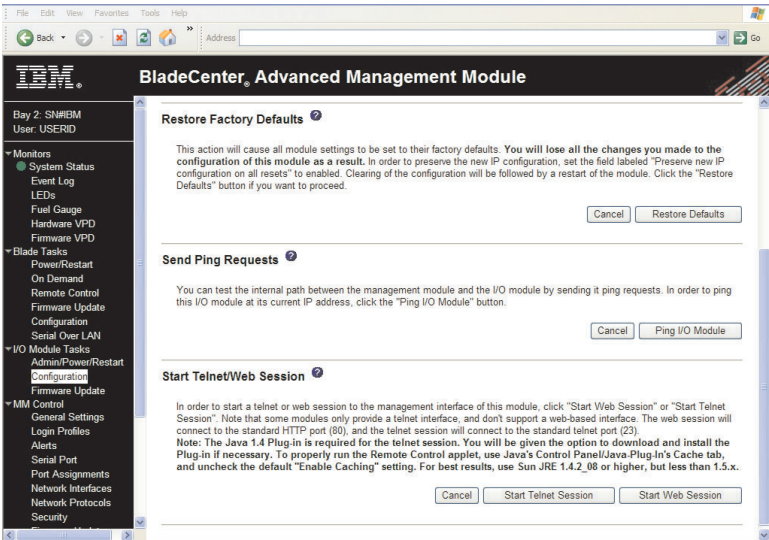 File Edit View Favorites Tools Help
Back
»
Address
Go
IBM®
BladeCenter® Advanced Management Module
Bay 2: SN#IBM
User: USERID
Monitors
System Status
Event Log
LEDs
Fuel Gauge
Hardware VPD
Firmware VPD
Blade Tasks
Power/Restart
On Demand
Remote Control
Firmware Update
Configuration
Serial Over LAN
I/O Module Tasks
Admin/Power/Restart
Configuration
Firmware Update
MM Control
General Settings
Login Profiles
Alerts
Serial Port
Port Assignments
Network Interfaces
Network Protocols
Security
Restore Factory Defaults ?
This action will cause all module settings to be set to their factory defaults. You will lose all the changes you made to the
configuration of this module as a result. In order to preserve the new IP configuration, set the field labeled "Preserve new IP
configuration on all resets" to enabled. Clearing of the configuration will be followed by a restart of the module. Click the "Restore
Defaults" button if you want to proceed.
Cancel Restore Defaults
Send Ping Requests ?
You can test the internal path between the management module and the I/O module by sending it ping requests. In order to ping
this I/O module at its current IP address, click the "Ping I/O Module" button.
Cancel Ping I/O Module
Start Telnet/Web Session ?
In order to start a telnet or web session to the management interface of this module, click "Start Web Session" or "Start Telnet
Session". Note that some modules only provide a telnet interface, and don't support a web-based interface. The web session will
connect to the standard HTTP port (80), and the telnet session will connect to the standard telnet port (23).
Note: The Java 1.4 Plug-in is required for the telnet session. You will be given the option to download and install the
Plug-in if necessary. To properly run the Remote Control applet, use Java's Control Panel/Java-Plug-In's Cache tab,
and uncheck the default "Enable Caching" setting. For best results, use Sun JRE 1.4.2_08 or higher, but less than 1.5.x.
Cancel Start Telnet Session Start Web Session